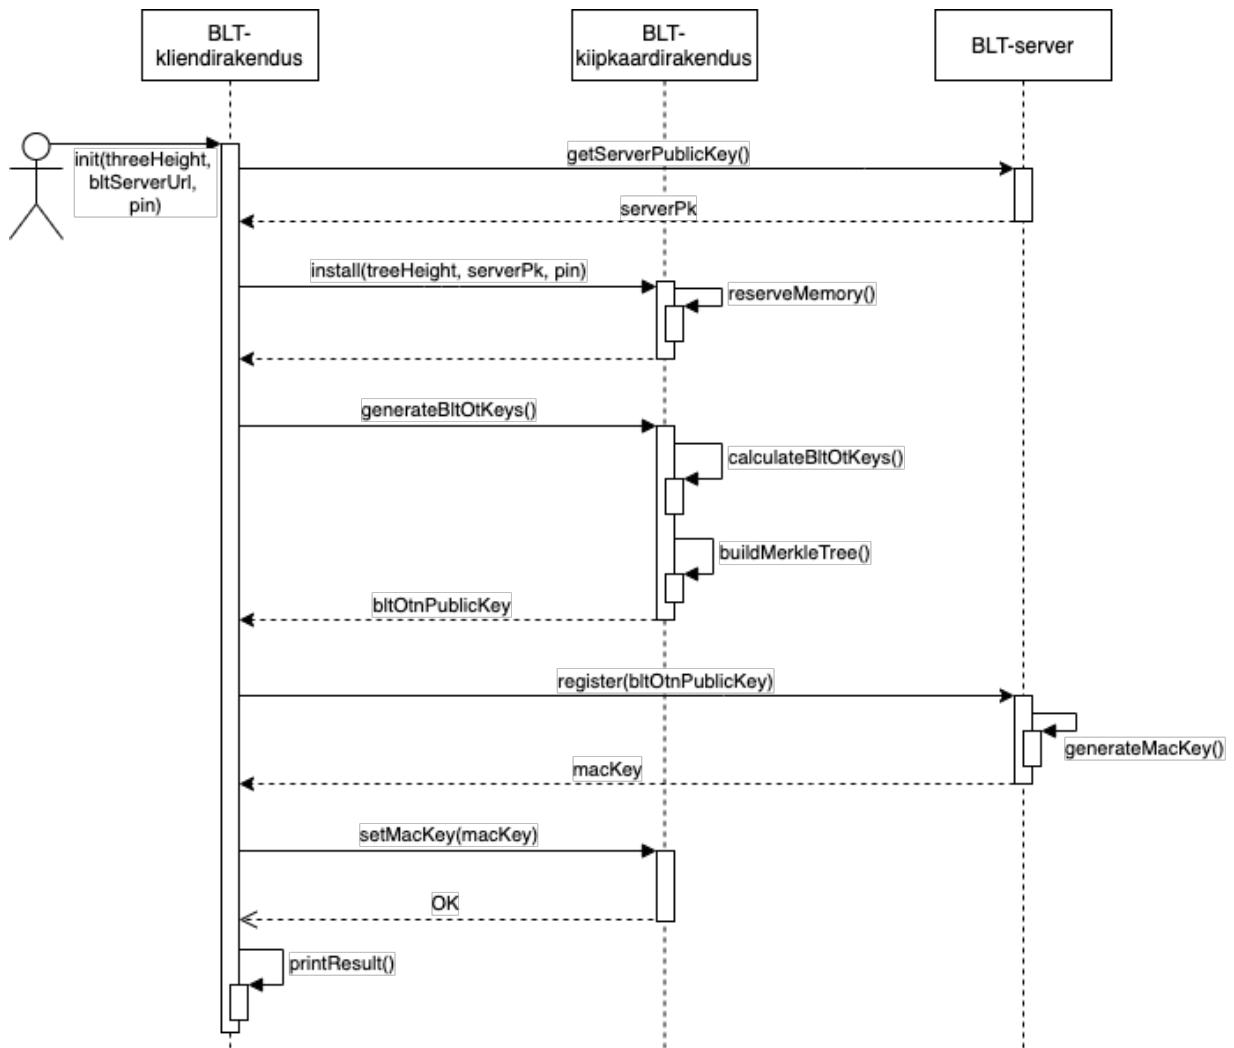 BLT-
kliendirakendus
BLT-
kiipkaardirakendus
BLT-server
init(threeHeight,
bltServerUrl,
pin)
getServerPublicKey()
serverPk
install(treeHeight, serverPk, pin)
reserveMemory()
generateBltOtKeys()
calculateBltOtKeys()
buildMerkleTree()
bltOtnPublicKey
register(bltOtnPublicKey)
generateMacKey()
macKey
setMacKey(macKey)
OK
printResult()